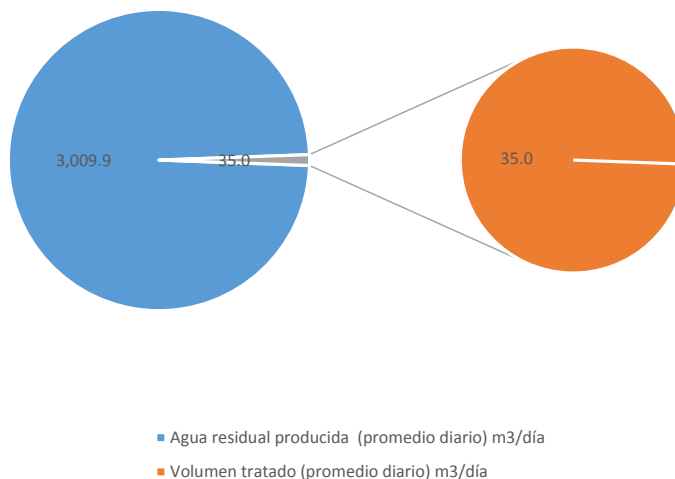 3,009.9
35.0
35.0
Agua residual producida (promedio diario) m3/día
Volumen tratado (promedio diario) m3/día